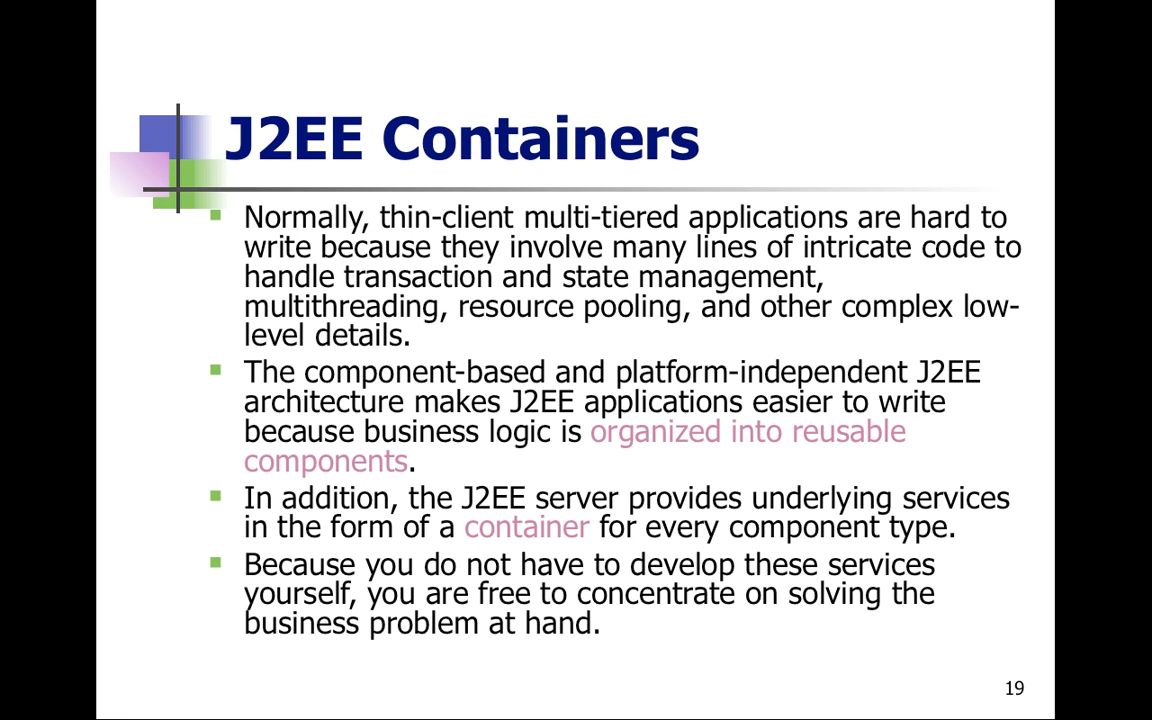 J2EE Containers
Normally, thin-client multi-tiered applications are hard to
write because they involve many lines of intricate code to
handle transaction and state management,
multithreading, resource pooling, and other complex low-
level details.
The component-based and platform-independent J2EE
architecture makes J2EE applications easier to write
because business logic is organized into reusable
components.
In addition, the J2EE server provides underlying services
in the form of a container for every component type.
Because you do not have to develop these services
yourself, you are free to concentrate on solving the
business problem at hand.
19